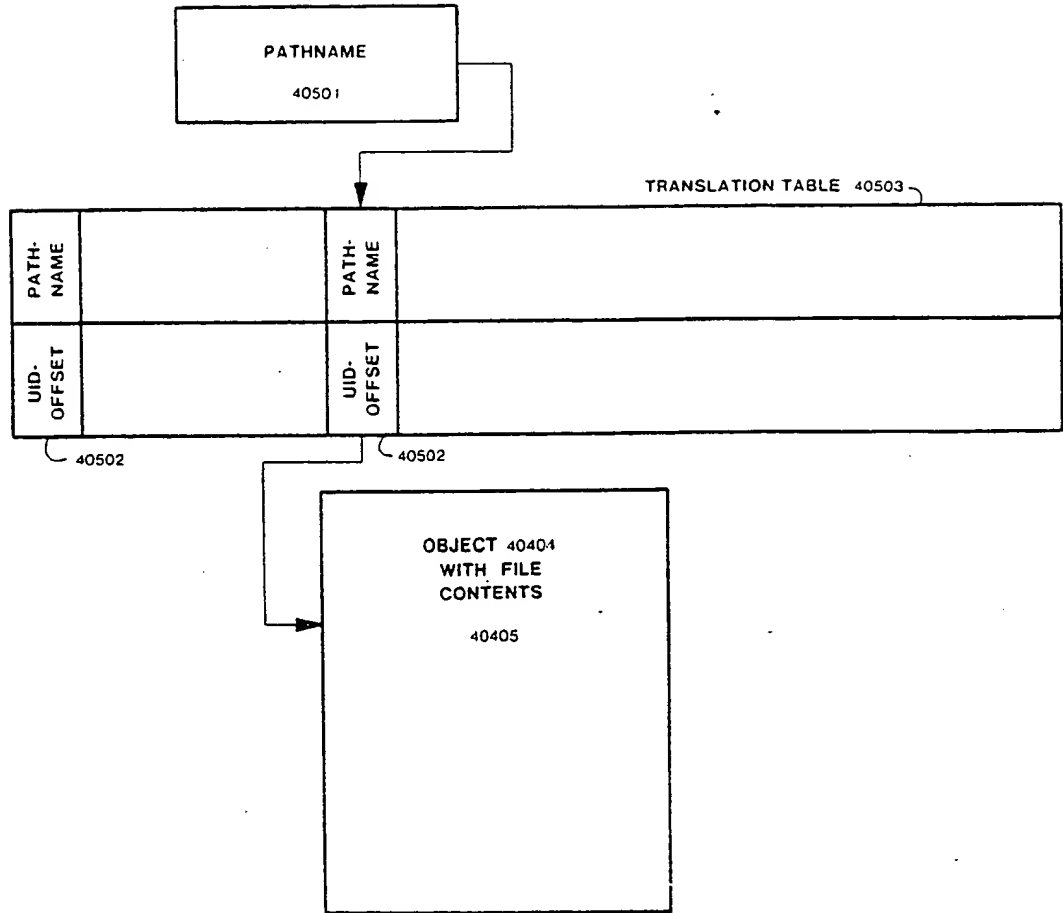 PATHNAME
40501
TRANSLATION TABLE 40503
PATH-
NAME
PATH-
NAME
UID-
OFFSET
UID-
OFFSET
40502
40502
OBJECT 40404
WITH FILE
CONTENTS
40405